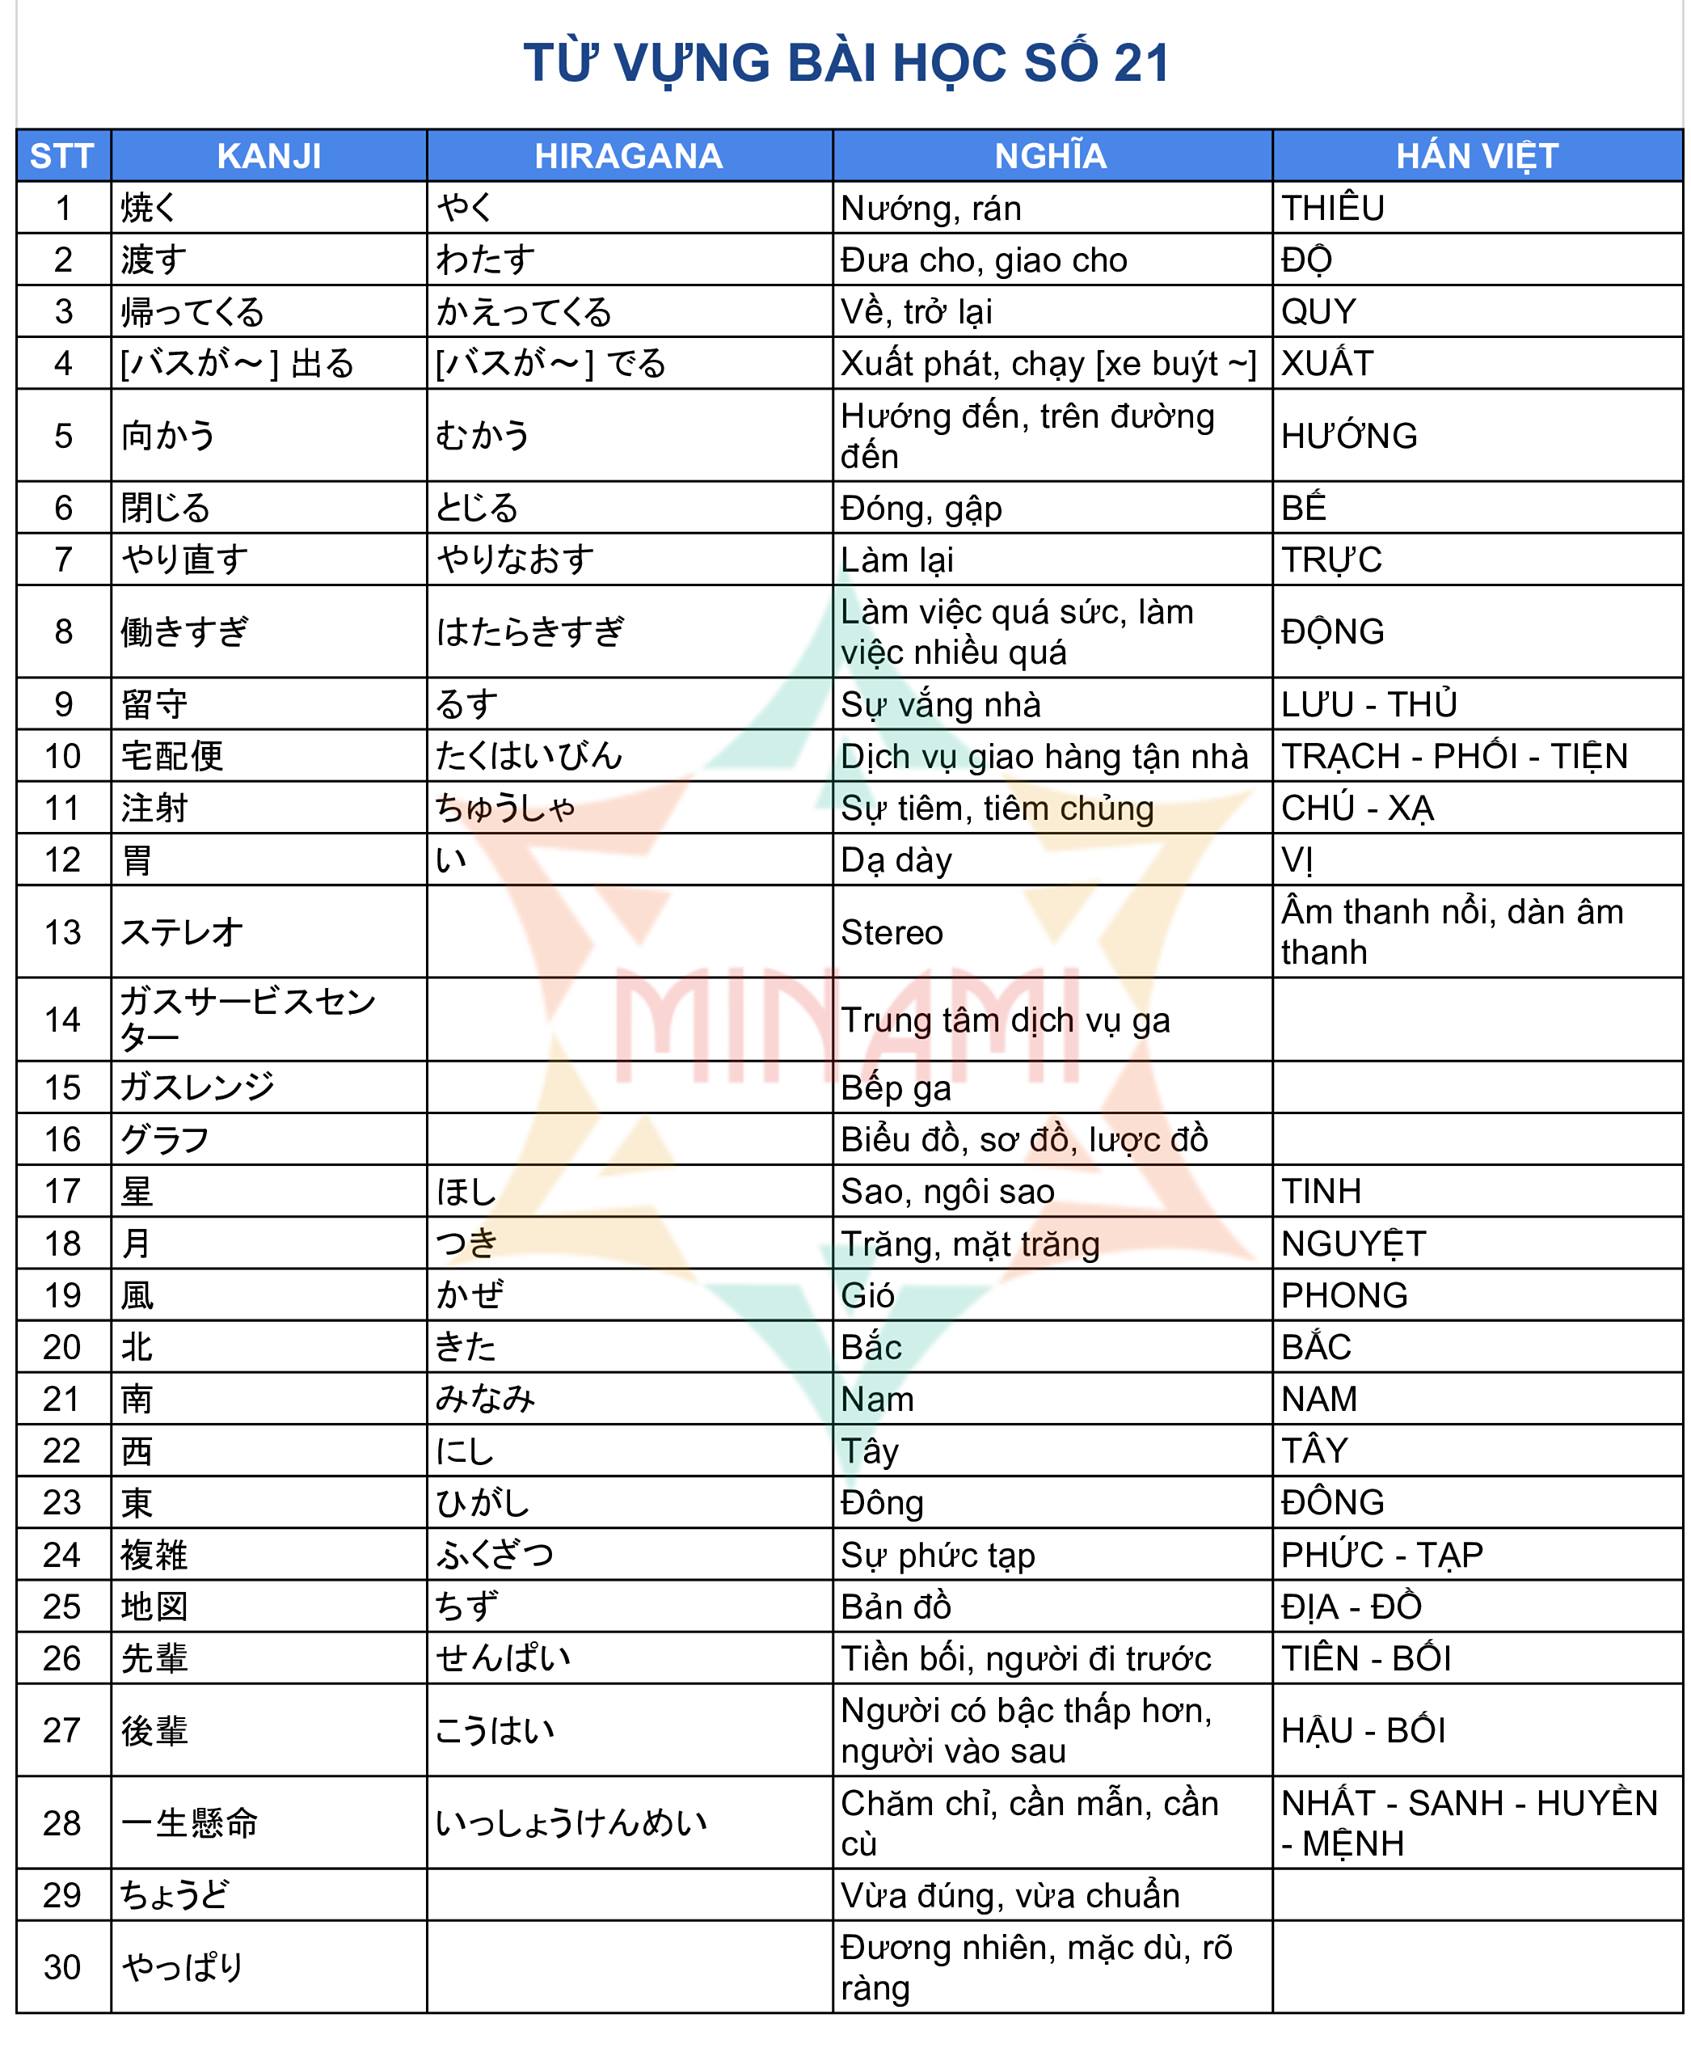 TỪ VỰNG BÀI HỌC SỐ 21
STT KANJI HIRAGANA NGHĨA HÁN VIỆT
1 焼く やく Nướng, rán THIÊU
2 渡す わたす Đưa cho, giao cho ĐỘ
3 帰ってくる かえってくる Về, trở lại QUY
4 [バスが～] 出る [バスが～] でる Xuất phát, chạy [xe buýt ~] XUẤT
5 向かう むかう Hướng đến, trên đường
đến HƯỚNG
6 閉じる とじる Đóng, gập BẾ
7 やり直す やりなおす Làm lại TRỰC
8 働きすぎ はたらきすぎ Làm việc quá sức, làm
việc nhiều quá ĐỘNG
9 留守 るす Sự vắng nhà LƯU - THỦ
10 宅配便 たくはいびん Dịch vụ giao hàng tận nhà TRẠCH - PHỐI - TIỆN
11 注射 ちゅうしゃ Sự tiêm, tiêm chủng CHÚ - XẠ
12 胃 い Dạ dày VỊ
13 ステレオ Stereo Âm thanh nổi, dàn âm
thanh
14 ガスサービスセン
ター Trung tâm dịch vụ ga
15 ガスレンジ Bếp ga
16 グラフ Biểu đồ, sơ đồ, lược đồ
17 星 ほし Sao, ngôi sao TINH
18 月 つき Trăng, mặt trăng NGUYỆT
19 風 かぜ Gió PHONG
20 北 きた Bắc BẮC
21 南 みなみ Nam NAM
22 西 にし Tây TÂY
23 東 ひがし Đông ĐÔNG
24 複雑 ふくざつ Sự phức tạp PHỨC - TẠP
25 地図 ちず Bản đồ ĐỊA - ĐỒ
26 先輩 せんぱい Tiền bối, người đi trước TIÊN - BỐI
27 後輩 こうはい Người có bậc thấp hơn,
người vào sau HẬU - BỐI
28 一生懸命 いっしょうけんめい Chăm chỉ, cần mẫn, cần
cù NHẤT - SANH - HUYỀN
- MỆNH
29 ちょうど Vừa đúng, vừa chuẩn
30 やっぱり Đương nhiên, mặc dù, rõ
ràng
MINAMI